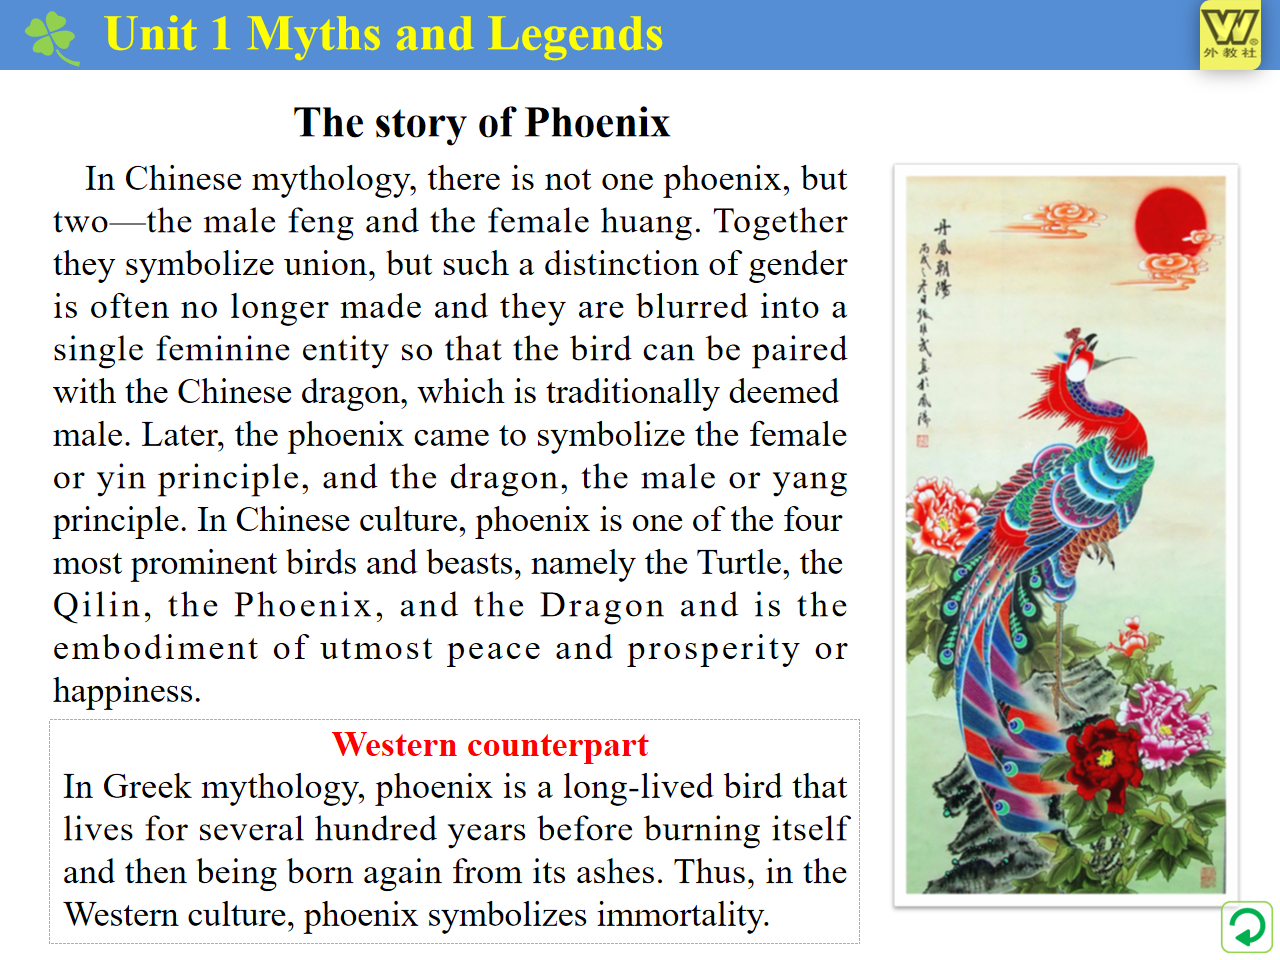 Unit 1 Myths and Legends
外教社
The story of Phoenix
In Chinese mythology, there is not one phoenix, but
two—the male feng and the female huang. Together
they symbolize union, but such a distinction of gender
is often no longer made and they are blurred into a
single feminine entity so that the bird can be paired
with the Chinese dragon, which is traditionally deemed
male. Later, the phoenix came to symbolize the female
or yin principle, and the dragon, the male or yang
principle. In Chinese culture, phoenix is one of the four
most prominent birds and beasts, namely the Turtle, the
Qilin, the Phoenix, and the Dragon and is the
embodiment of utmost peace and prosperity or
happiness.
Western counterpart
In Greek mythology, phoenix is a long-lived bird that
lives for several hundred years before burning itself
and then being born again from its ashes. Thus, in the
Western culture, phoenix symbolizes immortality.
丹鳳朝陽